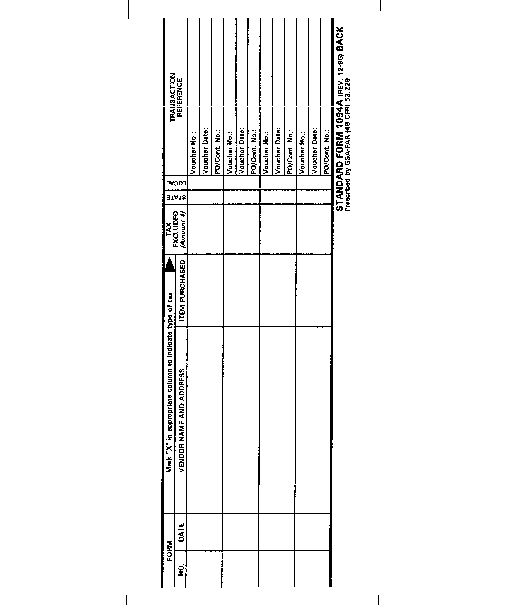 Mark "X" in appropriate column to indicate type of tax
FORM
NO.
DATE
VENDOR NAME AND ADDRESS
ITEM PURCHASED
TAX
EXCLUDED
(Amount $)
STATE
LOCAL
TRANSACTION
REFERENCE
Voucher No.:
Voucher Date:
PO/Cont. No.:
Voucher No.:
Voucher Date:
PO/Cont. No.:
Voucher No.:
Voucher Date:
PO/Cont. No.:
Voucher No.:
Voucher Date:
PO/Cont. No.:
STANDARD FORM 1094A (REV. 12-96) BACK
Prescribed by GSA-FAR (48 CFR) 53.229